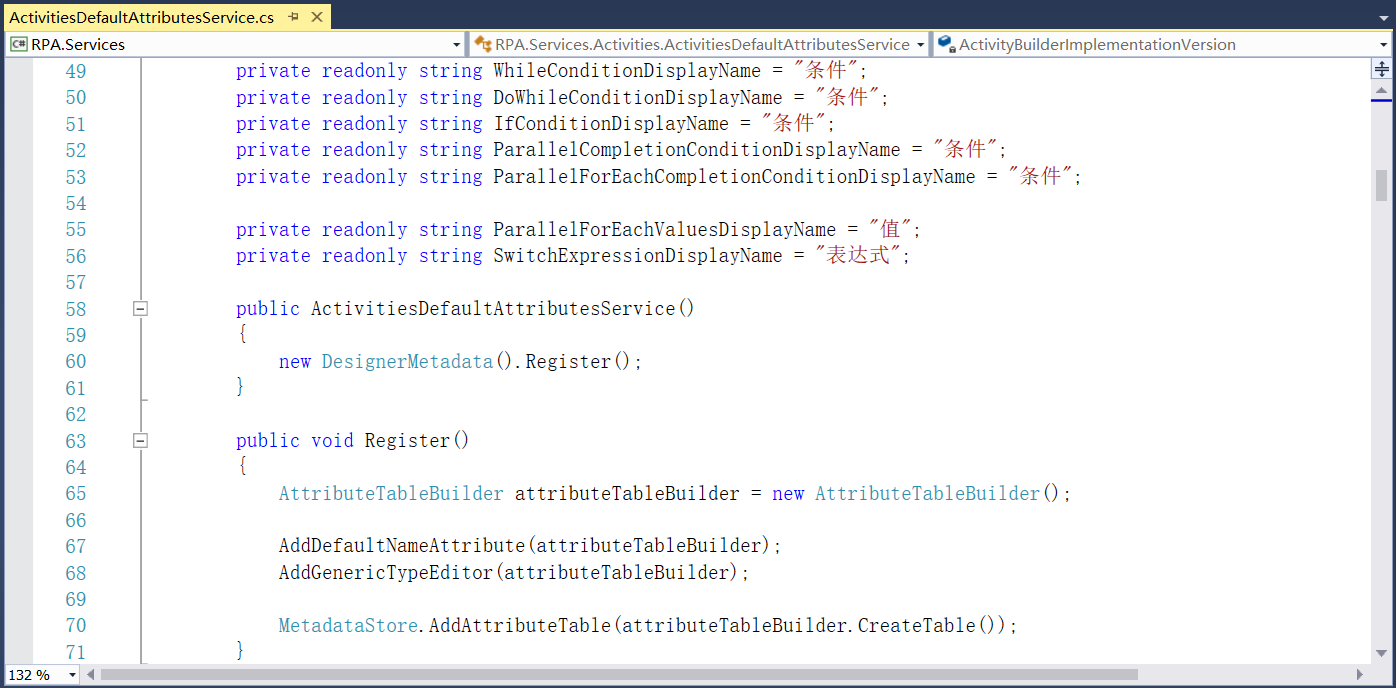 ActivitiesDefaultAttributesService.cs
C# RPA.Services RPA.Services.Activities.ActivitiesDefaultAttributesService ActivityBuilderImplementationVersion
49 private readonly string WhileConditionDisplayName = "条件";
50 private readonly string DoWhileConditionDisplayName = "条件";
51 private readonly string IfConditionDisplayName = "条件";
52 private readonly string ParallelCompletionConditionDisplayName = "条件";
53 private readonly string ParallelForEachCompletionConditionDisplayName = "条件";
54
55 private readonly string ParallelForEachValuesDisplayName = "值";
56 private readonly string SwitchExpressionDisplayName = "表达式";
57
58 public ActivitiesDefaultAttributesService()
59 {
60 new DesignerMetadata().Register();
61 }
62
63 public void Register()
64 {
65 AttributeTableBuilder attributeTableBuilder = new AttributeTableBuilder();
66
67 AddDefaultNameAttribute(attributeTableBuilder);
68 AddGenericTypeEditor(attributeTableBuilder);
69
70 MetadataStore.AddAttributeTable(attributeTableBuilder.CreateTable());
71 }
132 %